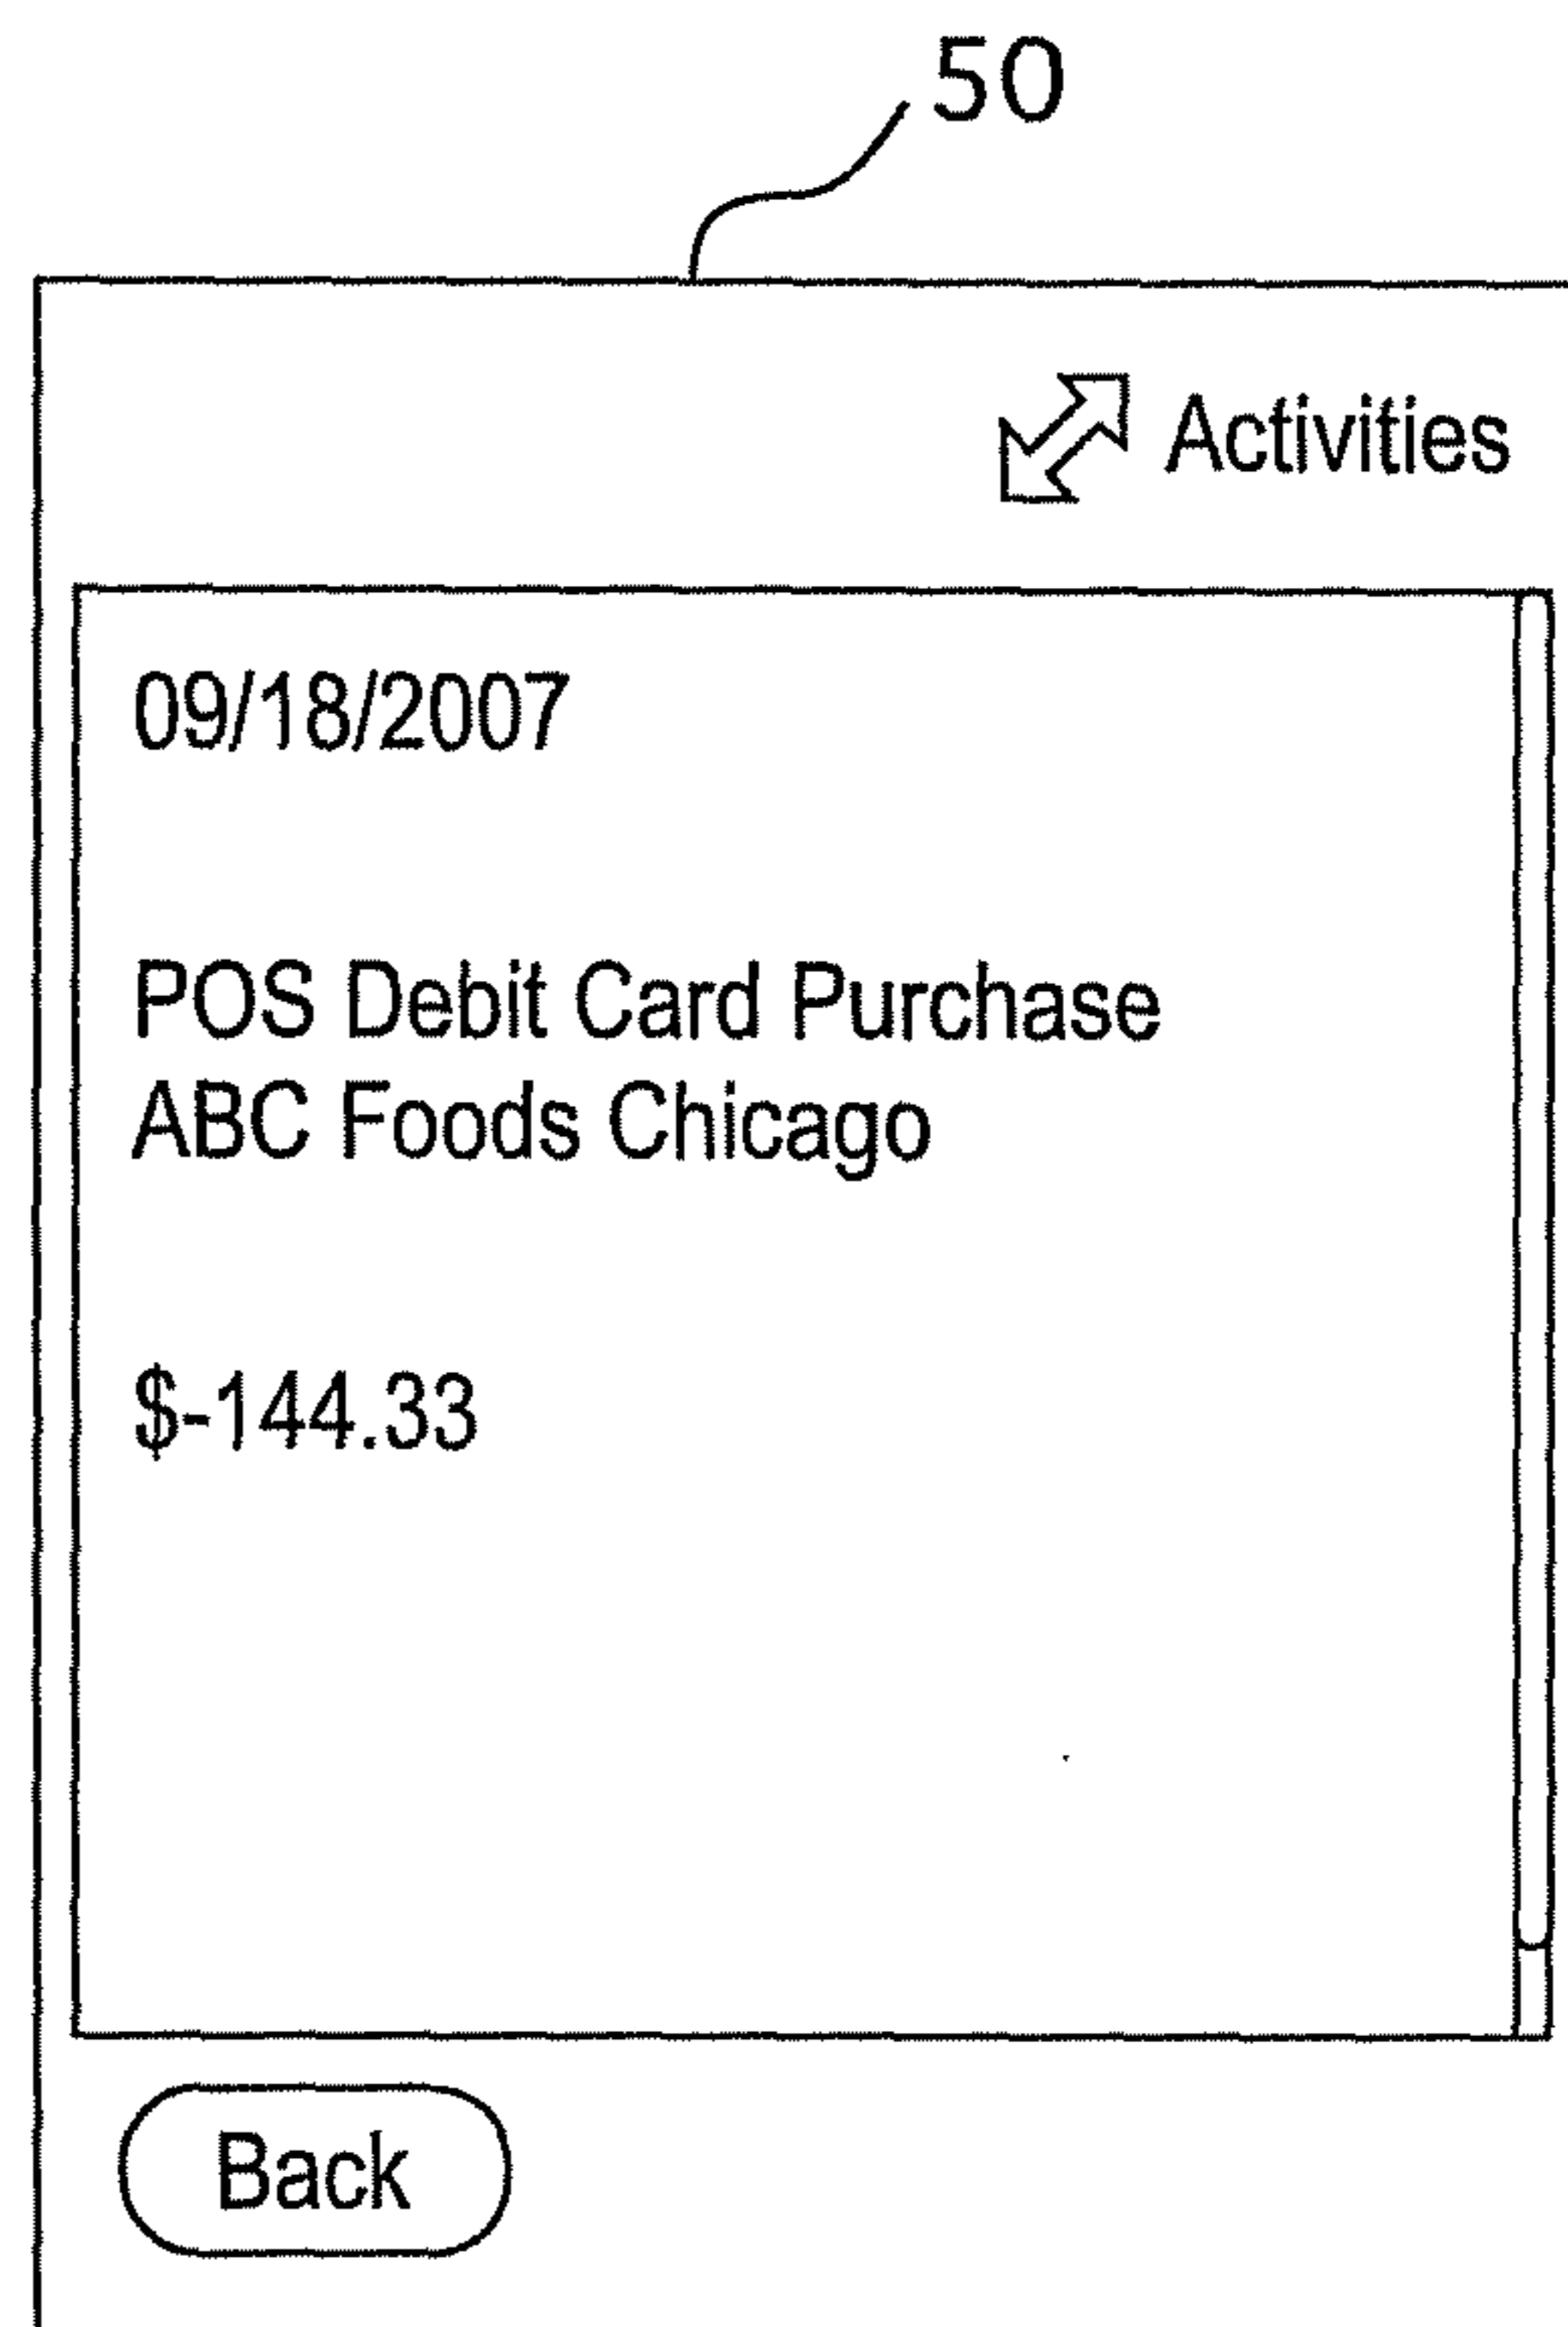 50
Activities
09/18/2007
POS Debit Card Purchase
ABC Foods Chicago
$-144.33
Back